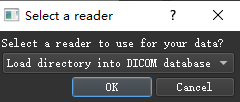 Select a reader
?
Select a reader to use for your data?
Load directory into DICOM database
OK
Cancel